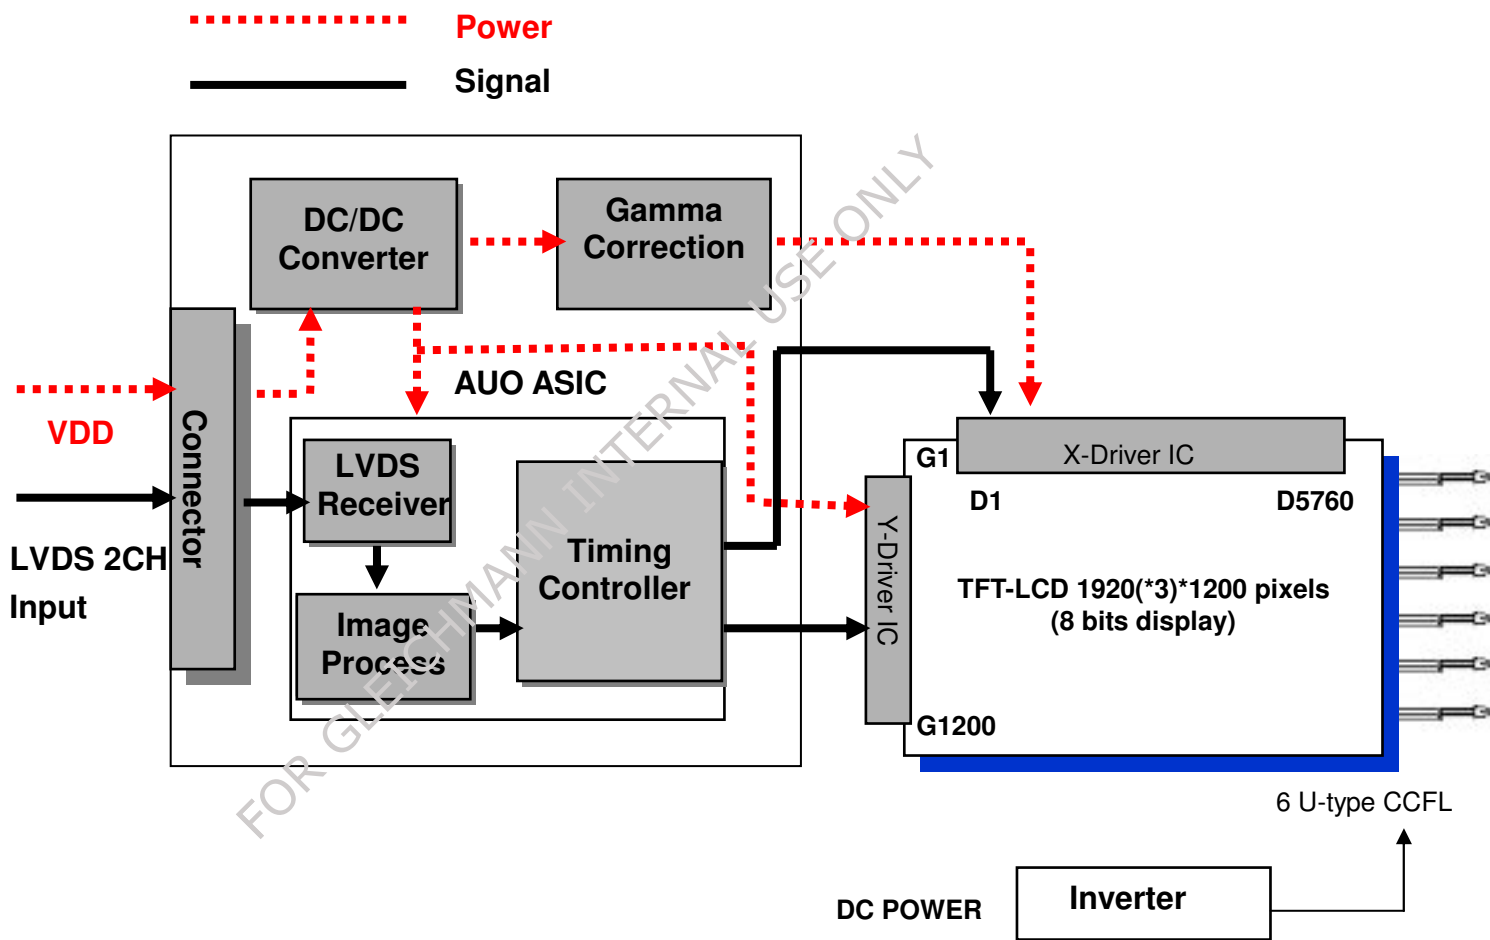 Power
Signal
DC/DC
Converter
Gamma
Correction
AUO ASIC
VDD
Connector
LVDS 2CH
Input
LVDS
Receiver
Image
Process
Timing
Controller
G1
X-Driver IC
D1
D5760
Y-Driver IC
TFT-LCD 1920(*3)*1200 pixels
(8 bits display)
G1200
6 U-type CCFL
DC POWER
Inverter
FOR GLEICHMANN INTERNAL USE ONLY